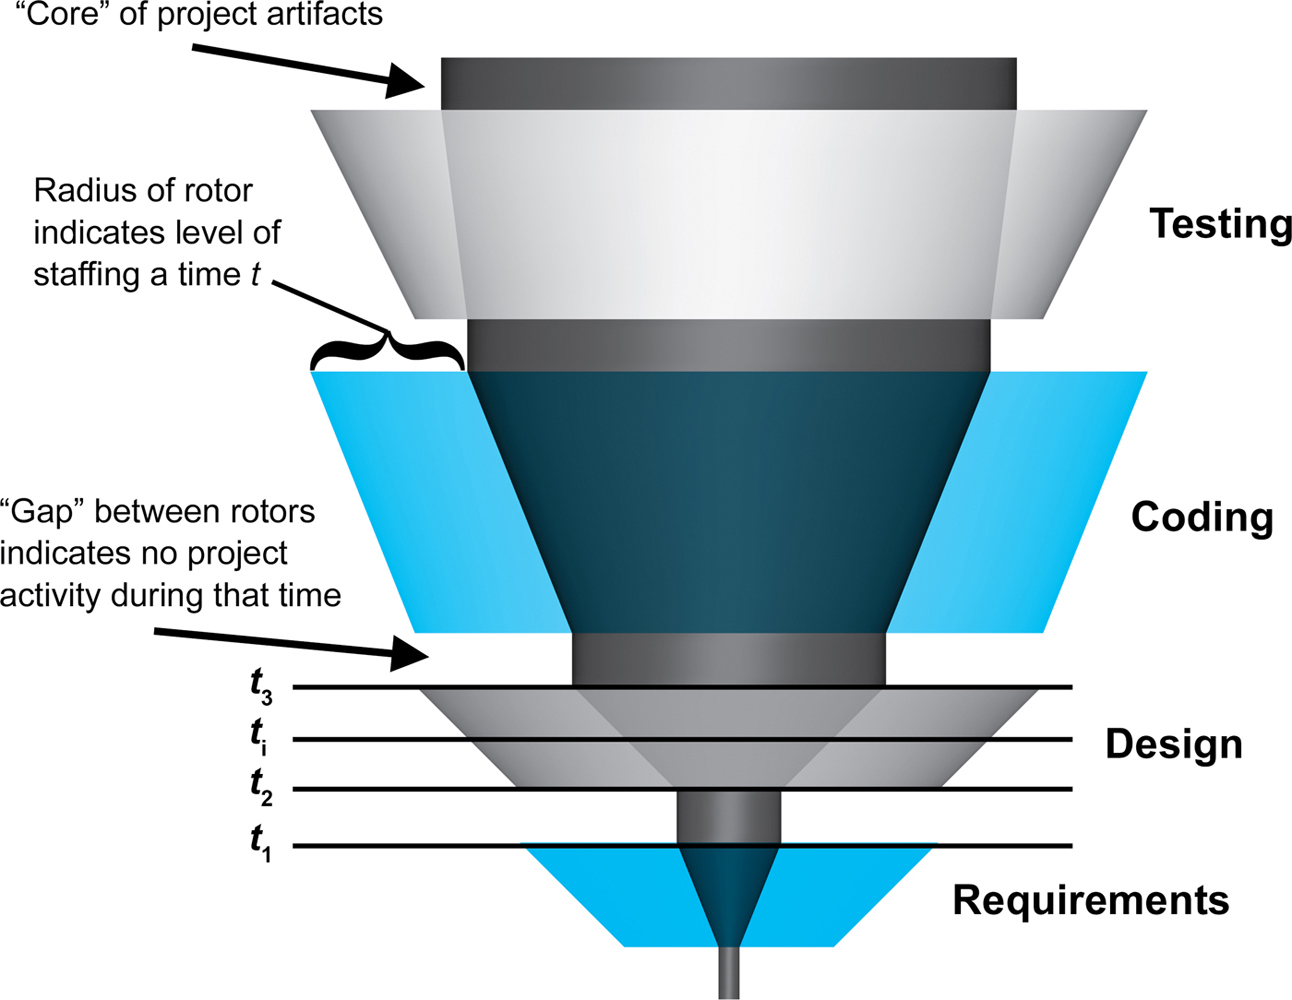 “Core” of project artifacts
Radius of rotor
indicates level of
staffing a time t
Testing
“Gap” between rotors
indicates no project
activity during that time
Coding
t3
ti
t2
t1
Design
Requirements